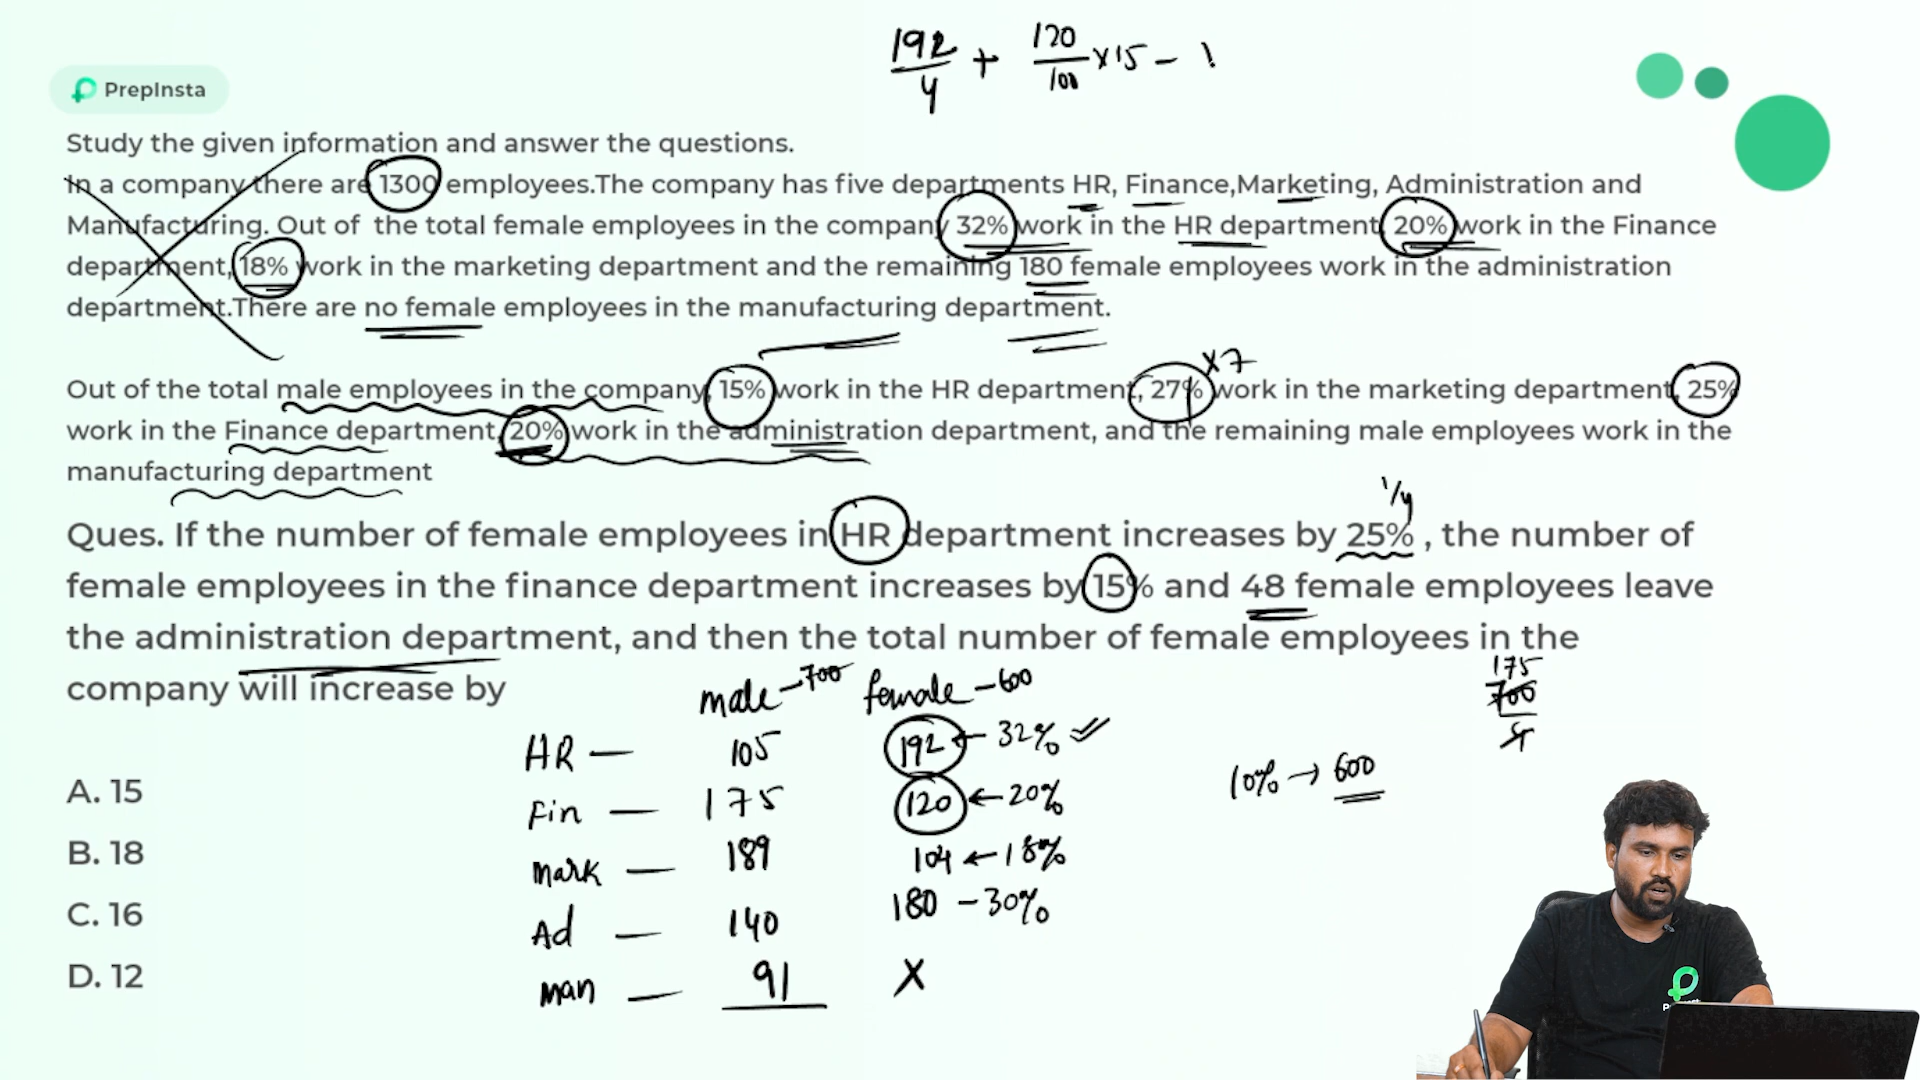 192/4 + 120/100 x15 -
PrepInsta
Study the given information and answer the questions.
In a company there are 1300 employees.The company has five departments HR, Finance,Marketing, Administration and
Manufacturing. Out of the total female employees in the company 32% work in the HR department, 20% work in the Finance
department, 18% work in the marketing department and the remaining 180 female employees work in the administration
department.There are no female employees in the manufacturing department.
x7
Out of the total male employees in the company, 15% work in the HR department, 27% work in the marketing department, 25%
work in the Finance department, 20% work in the administration department, and the remaining male employees work in the
manufacturing department
1/4
Ques. If the number of female employees in HR department increases by 25% , the number of
female employees in the finance department increases by 15% and 48 female employees leave
the administration department, and then the total number of female employees in the
company will increase by
175
700
4
male - 700 female - 600
HR — 105 192 ← 32%
Fin — 175 120 ← 20%
mark — 189 104 ← 18%
Ad — 140 180 - 30%
man — 91 X
10% → 600
A. 15
B. 18
C. 16
D. 12